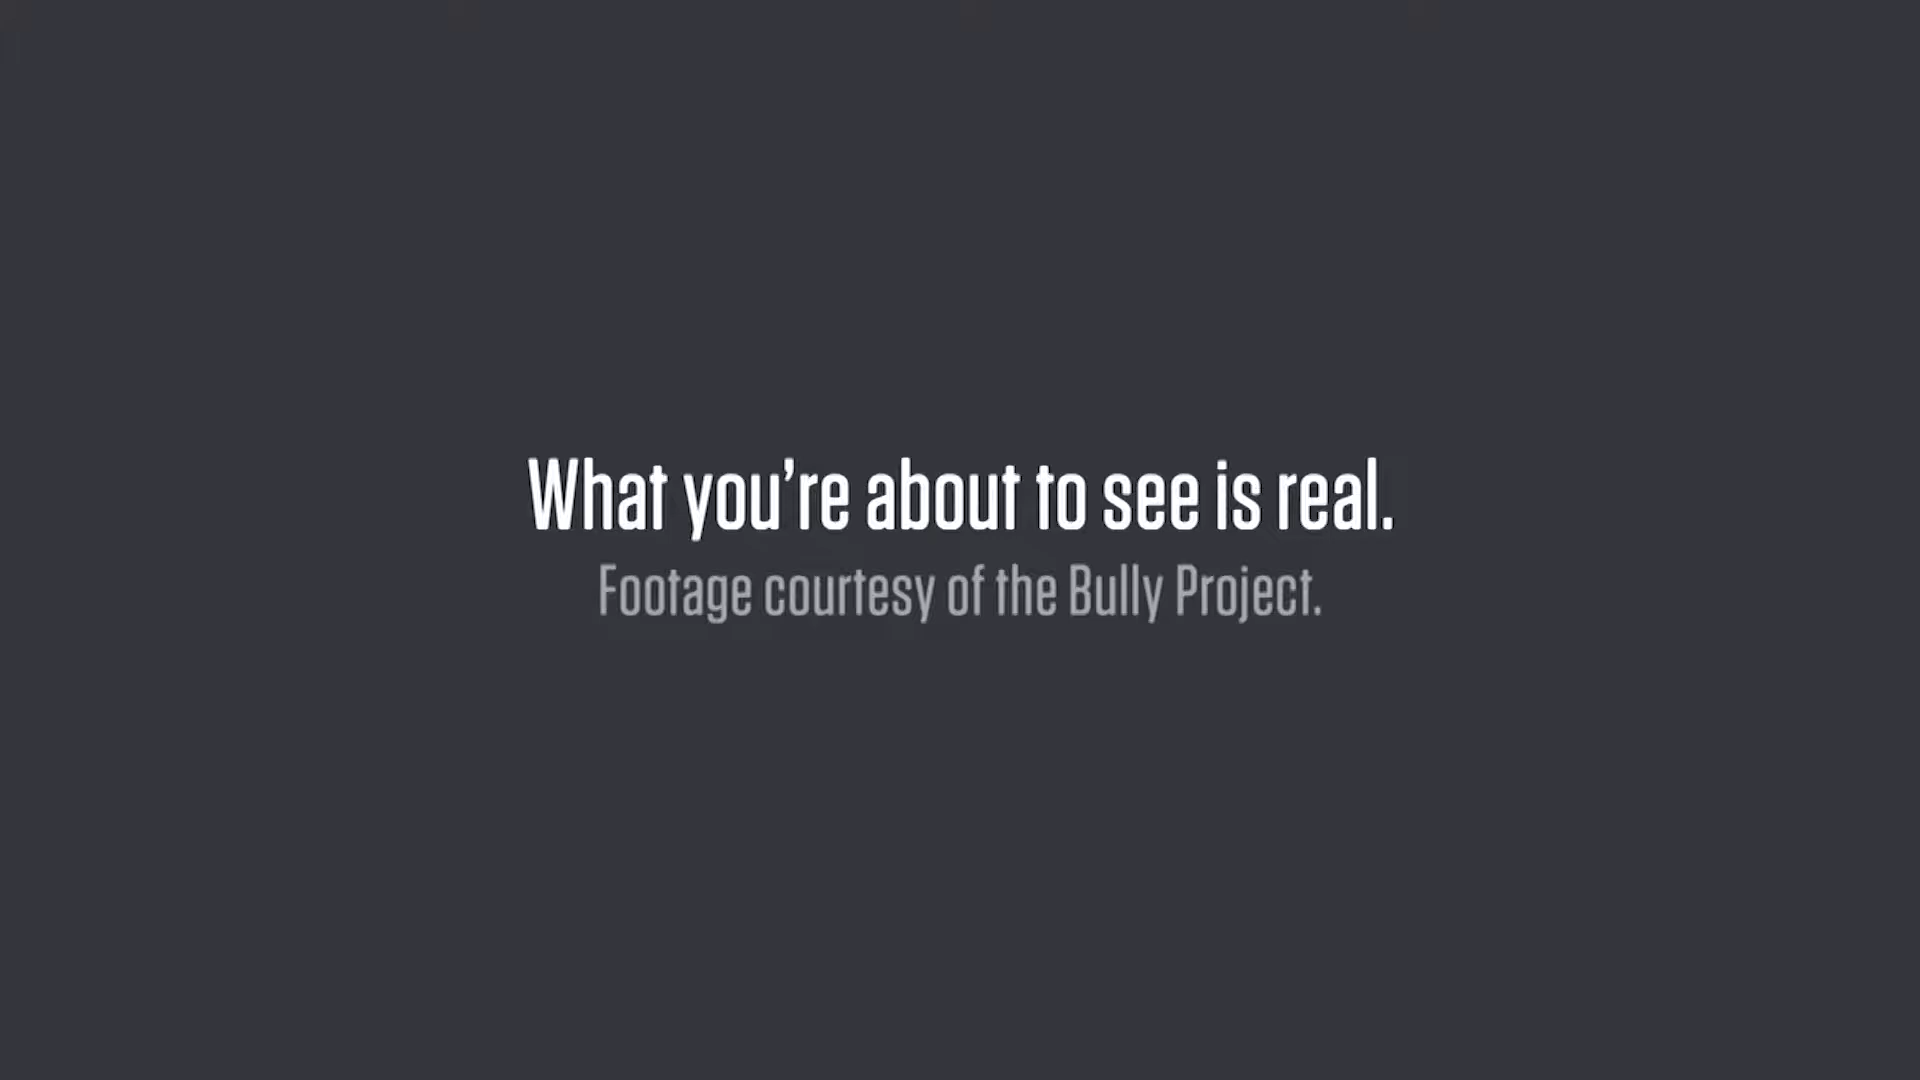 What you’re about to see is real.
Footage courtesy of the Bully Project.